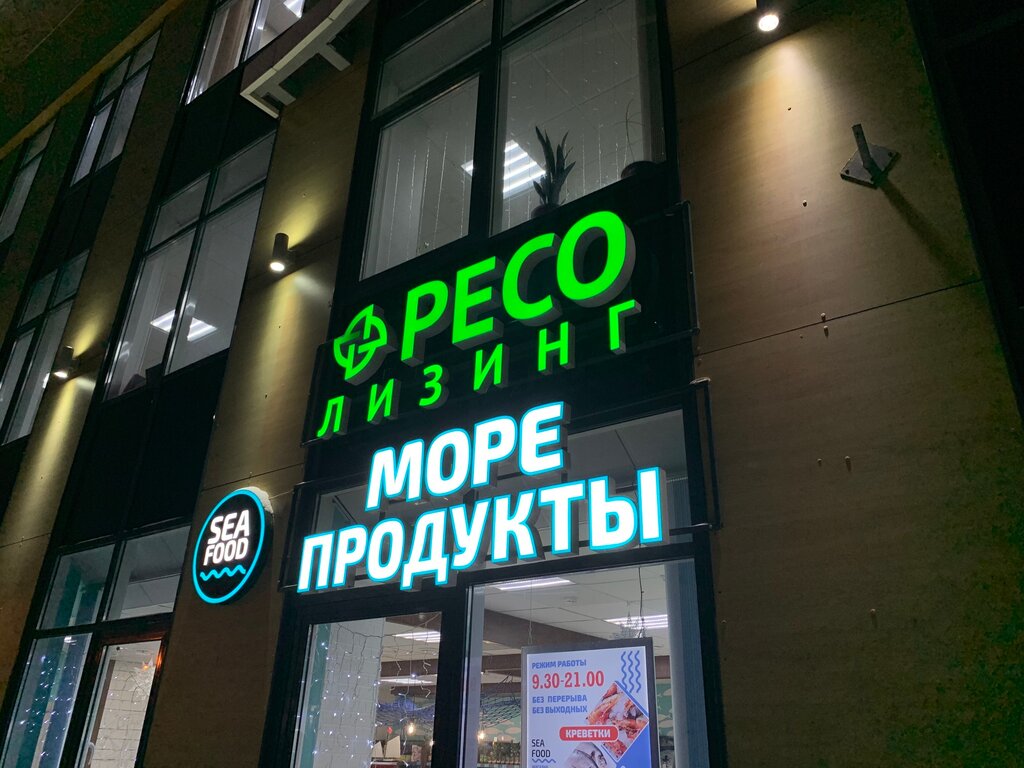 РЕСО
ЛИЗИНГ
МОРЕ
ПРОДУКТЫ
SEA
FOOD
РЕЖИМ РАБОТЫ
9.30-21.00
БЕЗ ПЕРЕРЫВА
БЕЗ ВЫХОДНЫХ
КРЕВЕТКИ
SEA
FOOD